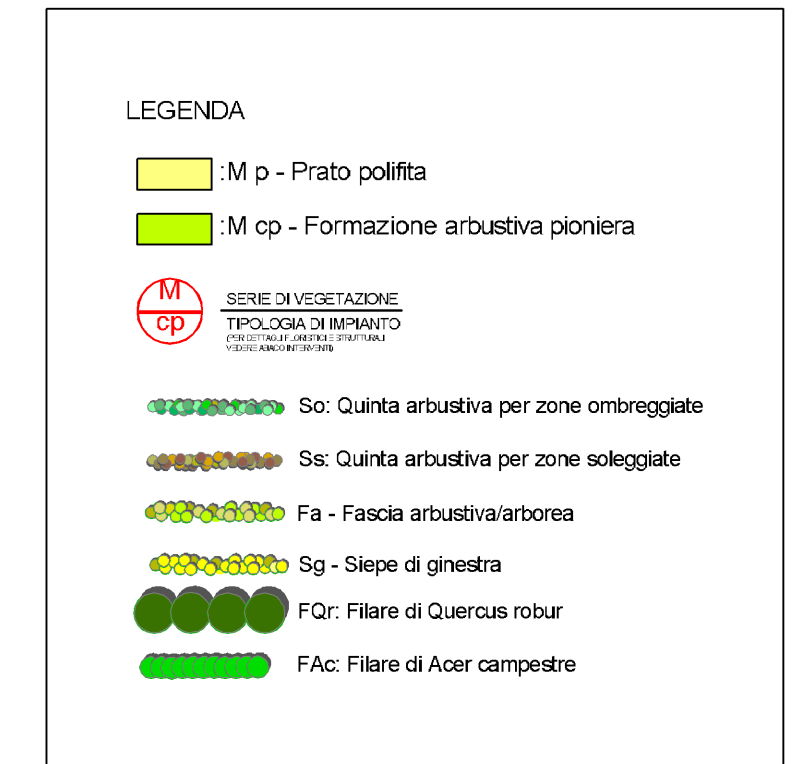 LEGENDA
:M p - Prato polifita
:M cp - Formazione arbustiva pioniera
M
cp
SERIE DI VEGETAZIONE
TIPOLOGIA DI IMPIANTO
(PER DETTAGLI FLORISTICI E STRUTTURALI
VEDERE ABACO INTERVENTI)
So: Quinta arbustiva per zone ombreggiate
Ss: Quinta arbustiva per zone soleggiate
Fa - Fascia arbustiva/arborea
Sg - Siepe di ginestra
FQr: Filare di Quercus robur
FAc: Filare di Acer campestre